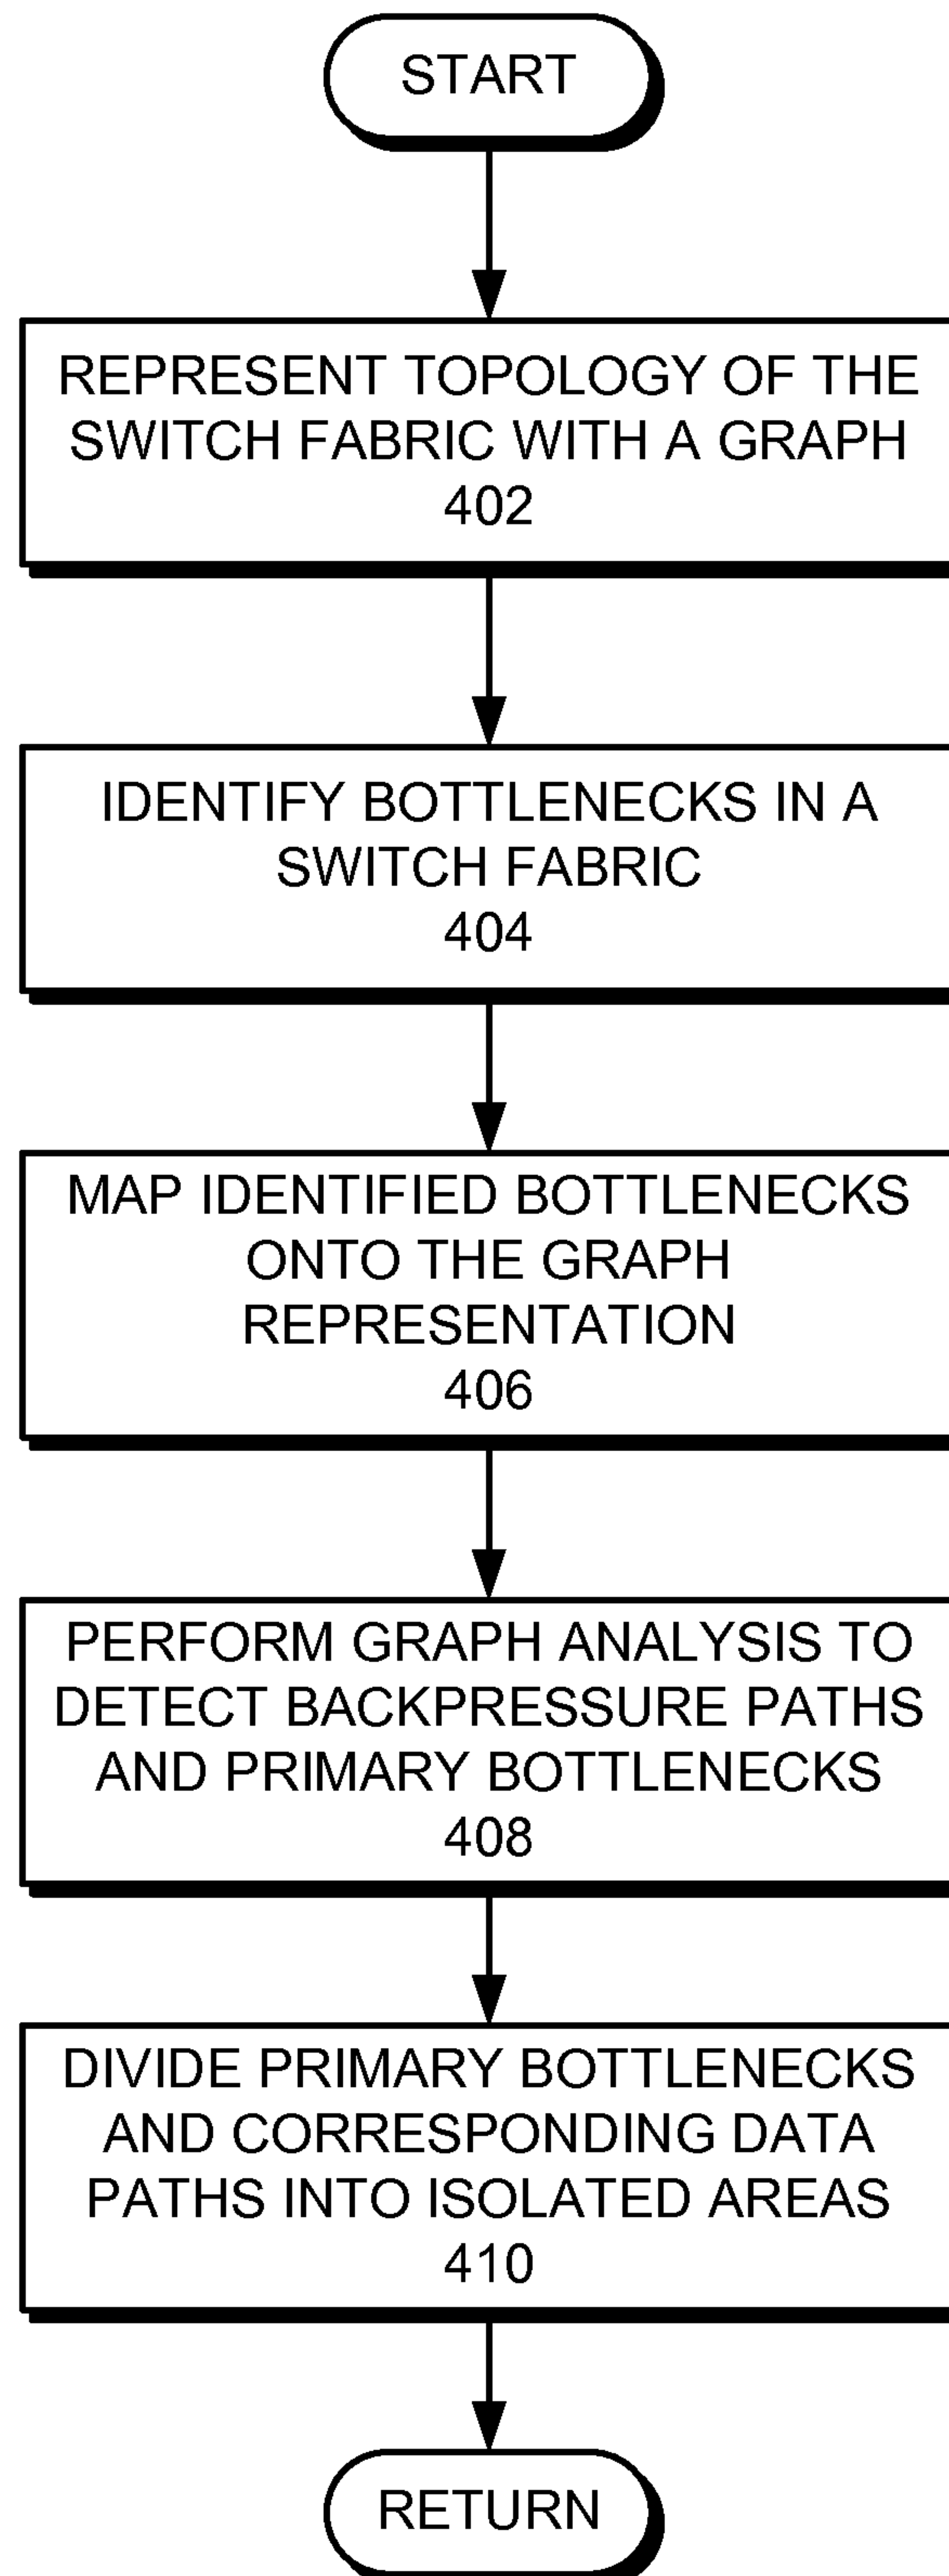 START
REPRESENT TOPOLOGY OF THE
SWITCH FABRIC WITH A GRAPH
402
IDENTIFY BOTTLENECKS IN A
SWITCH FABRIC
404
MAP IDENTIFIED BOTTLENECKS
ONTO THE GRAPH
REPRESENTATION
406
PERFORM GRAPH ANALYSIS TO
DETECT BACKPRESSURE PATHS
AND PRIMARY BOTTLENECKS
408
DIVIDE PRIMARY BOTTLENECKS
AND CORRESPONDING DATA
PATHS INTO ISOLATED AREAS
410
RETURN